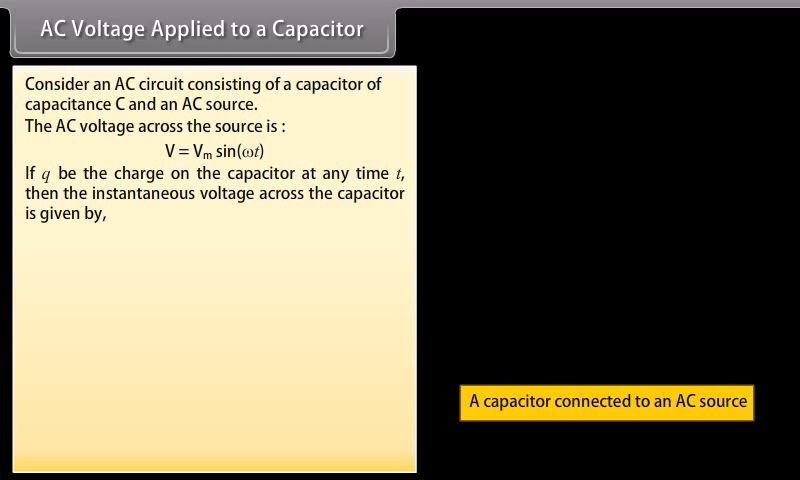 AC Voltage Applied to a Capacitor
Consider an AC circuit consisting of a capacitor of
capacitance C and an AC source.
The AC voltage across the source is :
V = Vₘ sin(ωt)
If q be the charge on the capacitor at any time t,
then the instantaneous voltage across the capacitor
is given by,
A capacitor connected to an AC source